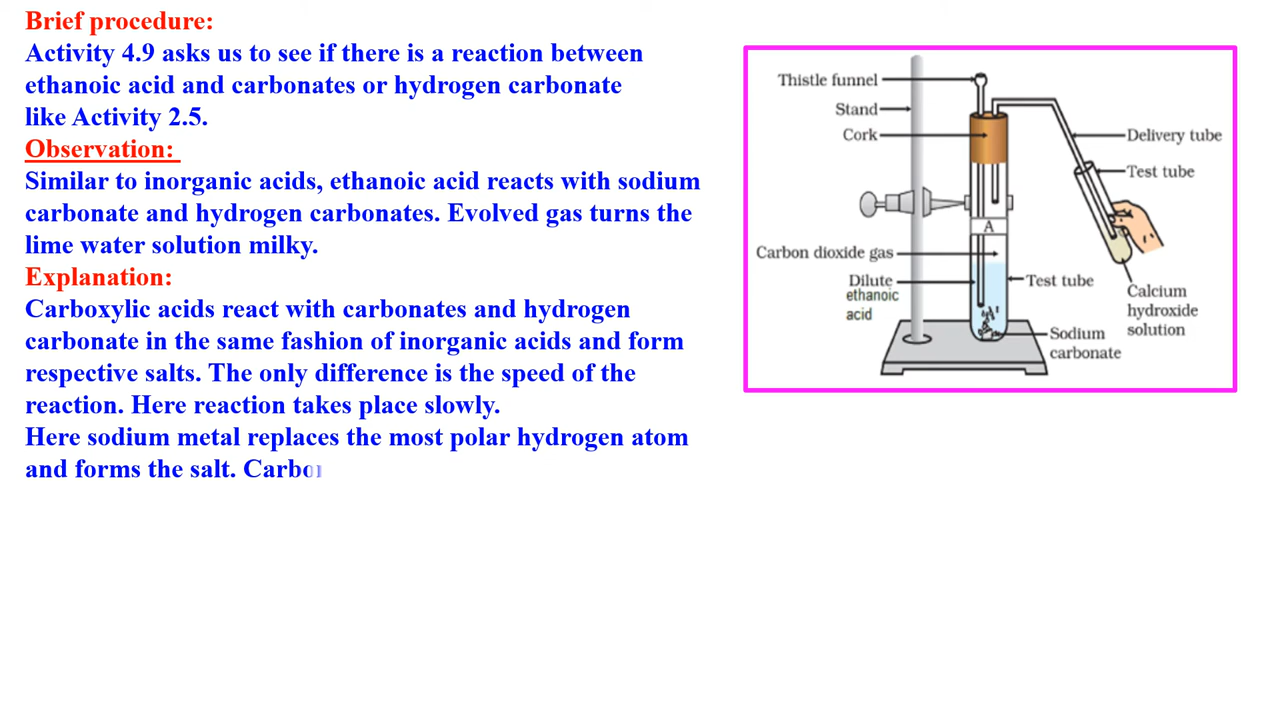 Brief procedure:
Activity 4.9 asks us to see if there is a reaction between
ethanoic acid and carbonates or hydrogen carbonate
like Activity 2.5.
Observation:
Similar to inorganic acids, ethanoic acid reacts with sodium
carbonate and hydrogen carbonates. Evolved gas turns the
lime water solution milky.
Explanation:
Carboxylic acids react with carbonates and hydrogen
carbonate in the same fashion of inorganic acids and form
respective salts. The only difference is the speed of the
reaction. Here reaction takes place slowly.
Here sodium metal replaces the most polar hydrogen atom
and forms the salt.
Thistle funnel
Stand
Cork
Delivery tube
Test tube
A
Carbon dioxide gas
Dilute
ethanoic
acid
Test tube
Calcium
hydroxide
solution
Sodium
carbonate